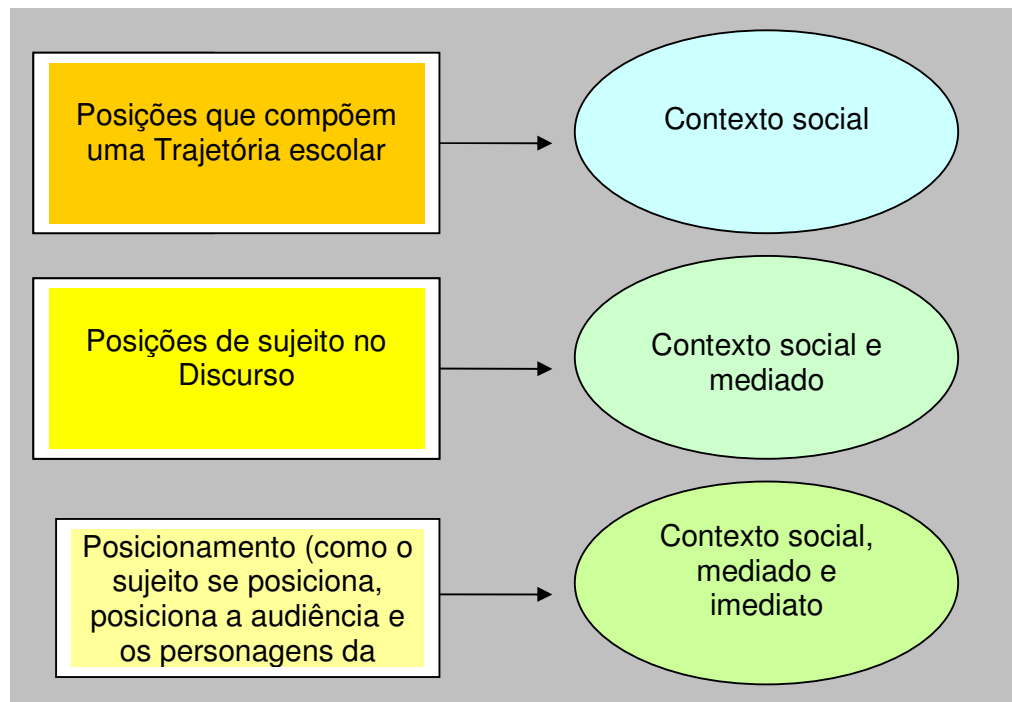 Posições que compõem
uma Trajetória escolar
Contexto social
Posições de sujeito no
Discurso
Contexto social e
mediado
Posicionamento (como o
sujeito se posiciona,
posiciona a audiência e
os personagens da
Contexto social,
mediado e
imediato